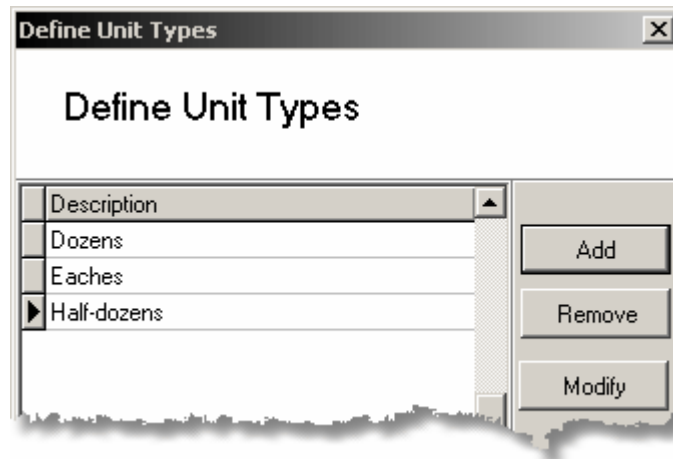 Define Unit Types
Define Unit Types
Description
Dozens
Eaches
Half-dozens
Add
Remove
Modify